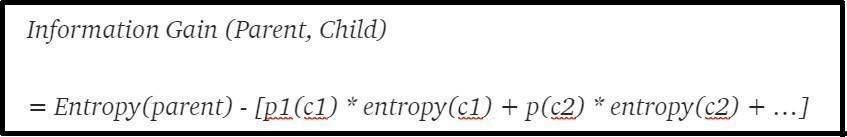 Information Gain (Parent, Child)
= Entropy(parent) - [p1(c1) * entropy(c1) + p(c2) * entropy(c2) + ...]